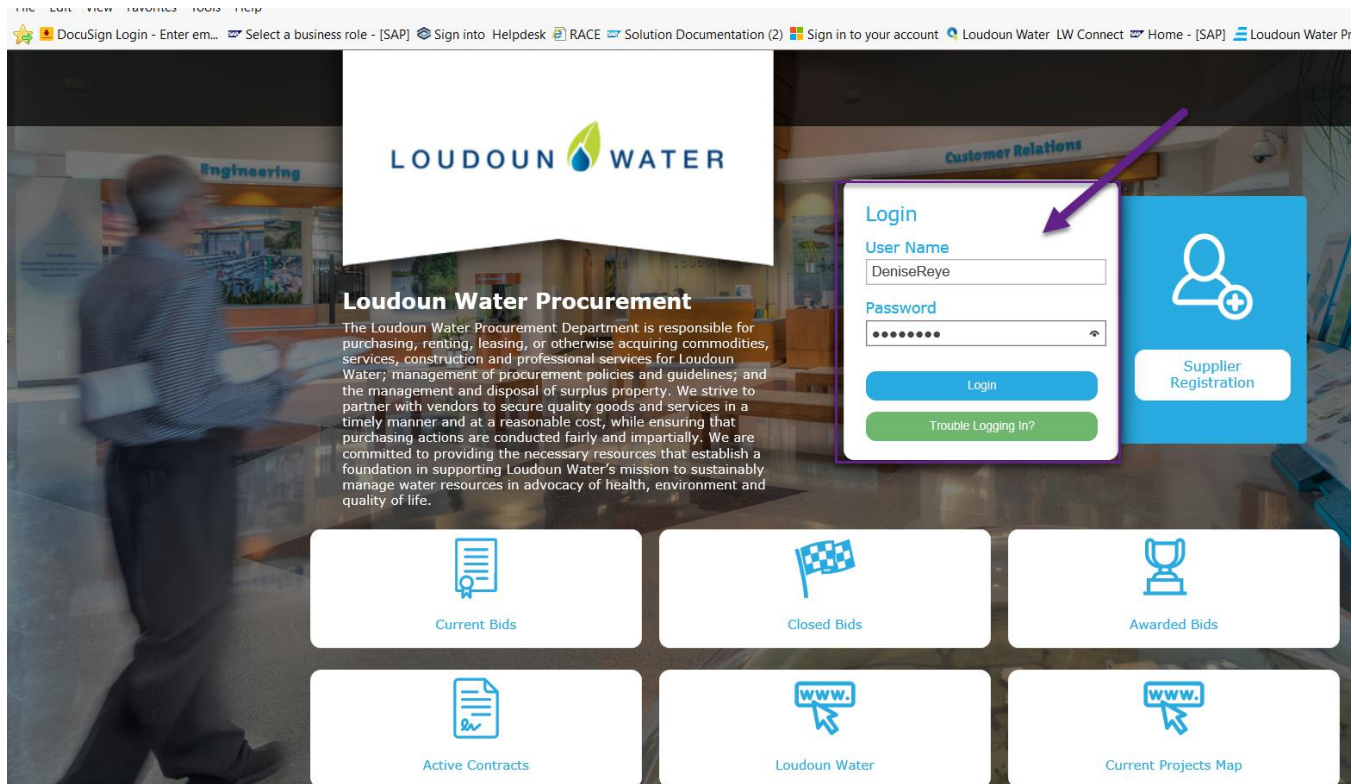 DocuSign Login - Enter em... Select a business role - [SAP] Sign into Helpdesk RACE Solution Documentation (2) Sign in to your account Loudoun Water LW Connect Home - [SAP] Loudoun Water Pr
LOUDOUN WATER
Engineering
Customer Relations
Login
User Name
DeniseReye
Password
Login
Trouble Logging In?
Supplier
Registration
Loudoun Water Procurement
The Loudoun Water Procurement Department is responsible for
purchasing, renting, leasing, or otherwise acquiring commodities,
services, construction and professional services for Loudoun
Water; management of procurement policies and guidelines; and
the management and disposal of surplus property. We strive to
partner with vendors to secure quality goods and services in a
timely manner and at a reasonable cost, while ensuring that
purchasing actions are conducted fairly and impartially. We are
committed to providing the necessary resources that establish a
foundation in supporting Loudoun Water's mission to sustainably
manage water resources in advocacy of health, environment and
quality of life.
Current Bids
Closed Bids
Awarded Bids
www.
www.
Active Contracts
Loudoun Water
Current Projects Map